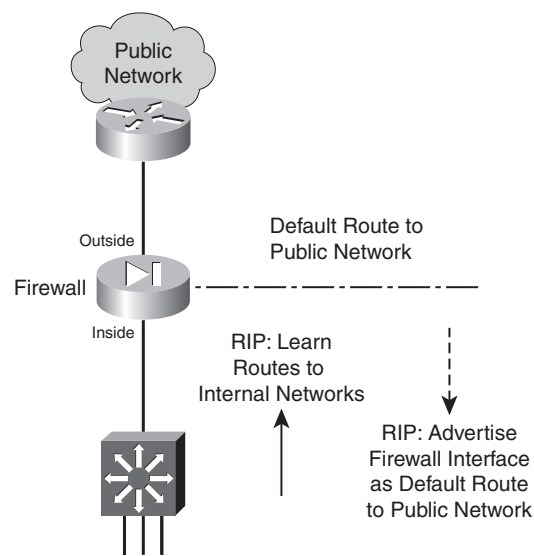 Public
Network
Outside
Default Route to
Public Network
Firewall
Inside
RIP: Learn
Routes to
Internal Networks
RIP: Advertise
Firewall Interface
as Default Route
to Public Network